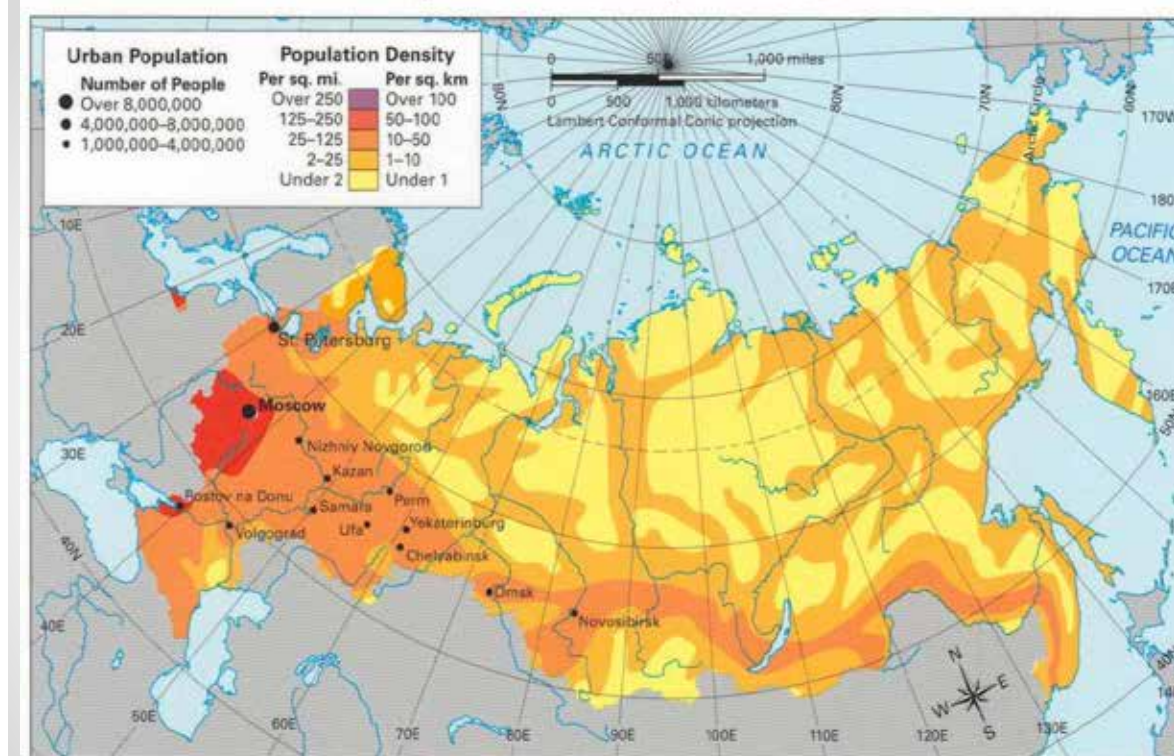 Urban Population
Number of People
Over 8,000,000
4,000,000–8,000,000
1,000,000–4,000,000
Population Density
Per sq. mi. Per sq. km
Over 250 Over 100
125–250 50–100
25–125 10–50
2–25 1–10
Under 2 Under 1
0 500 1,000 miles
0 500 1,000 kilometers
Lambert Conformal Conic projection
ARCTIC OCEAN
80N
80N
70N
Arctic Circle
60N
170W
180
PACIFIC
OCEAN
170E
160E
50N
10E
20E
30E
40N
40E
St. Petersburg
Moscow
Nizhniy Novgorod
Kazan
Rostov na Donu
Samara
Perm
Volgograd
Ufa
Yekaterinburg
Chelyabinsk
Omsk
Novosibirsk
N
W E
S
40N
50E
60E
70E
80E
90E
100E
110E
120E
130E